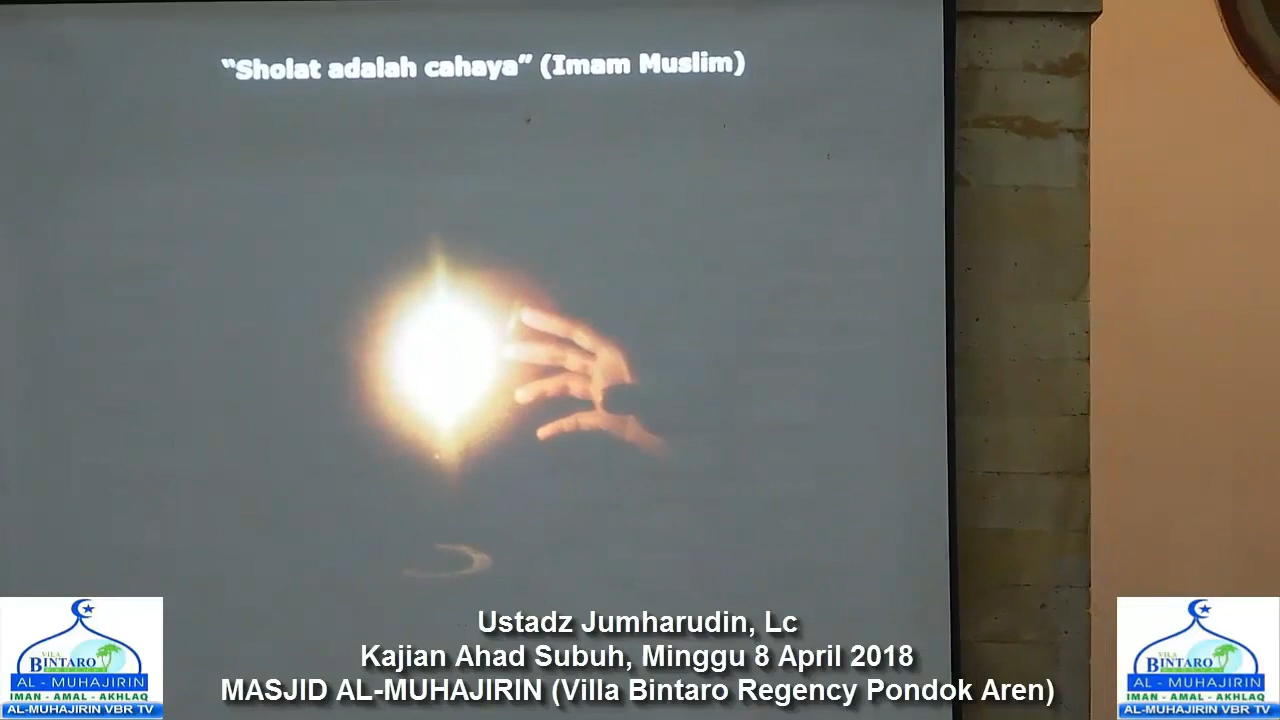 “Sholat adalah cahaya” (Imam Muslim)
Ustadz Jumharudin, Lc
Kajian Ahad Subuh, Minggu 8 April 2018
MASJID AL-MUHAJIRIN (Villa Bintaro Regency Pondok Aren)
VILA
BINTARO
AL - MUHAJIRIN
IMAN - AMAL - AKHLAQ
AL-MUHAJIRIN VBR TV
VILA
BINTARO
AL - MUHAJIRIN
IMAN - AMAL - AKHLAQ
AL-MUHAJIRIN VBR TV